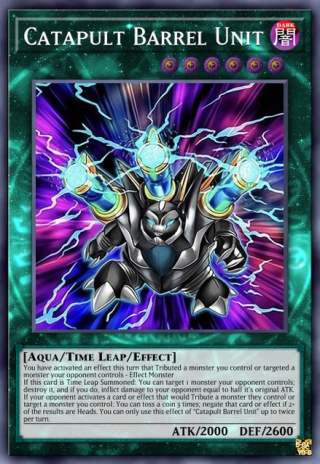 CATAPULT BARREL UNIT
DARK
闇
[AQUA/TIME LEAP/EFFECT]
You have activated an effect this turn that Tributed a monster you control or targeted a
monster your opponent controls - Effect Monster
If this card is Time Leap Summoned: You can target 1 monster your opponent controls;
destroy it, and if you do, inflict damage to your opponent equal to half it's original ATK.
If your opponent activates a card or effect that would Tribute a monster they control or
target a monster you control: You can toss a coin 3 times; negate that card or effect if 2+
of the results are Heads. You can only use this effect of "Catapult Barrel Unit" up to twice
per turn.
ATK/2000 DEF/2600